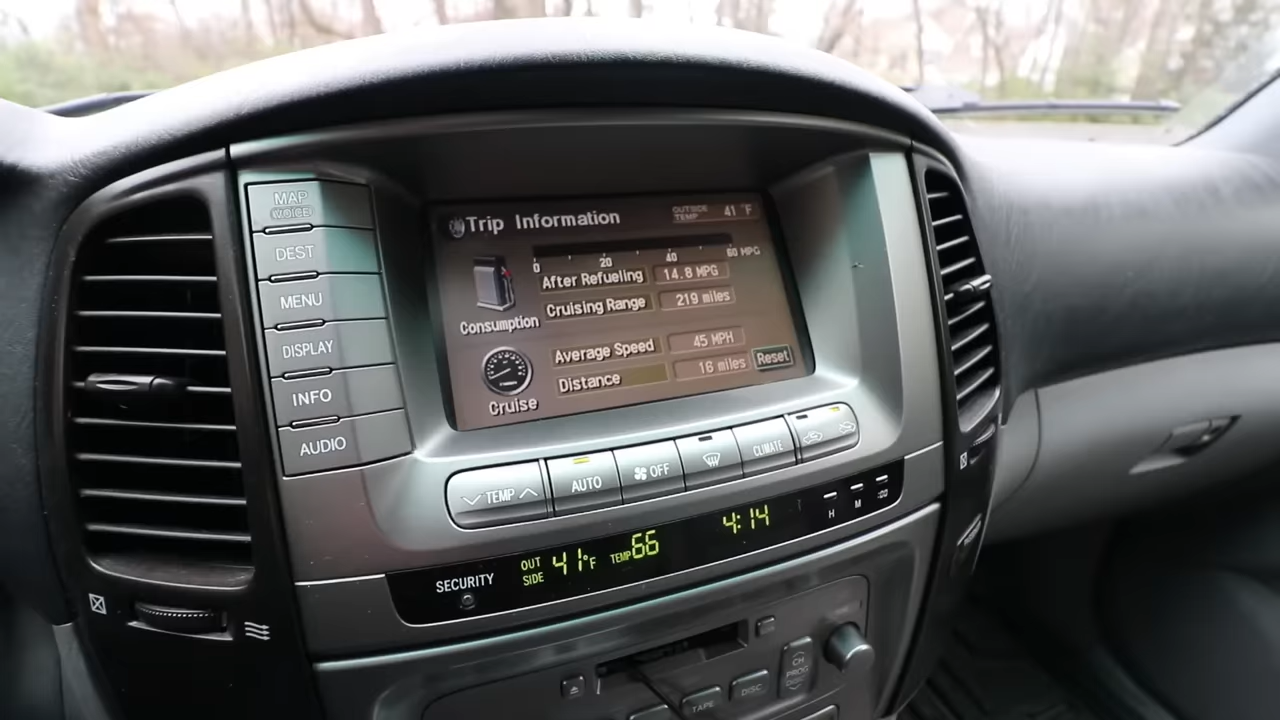 MAP
VOICE
DEST
MENU
DISPLAY
INFO
AUDIO
Trip Information
OUTSIDE TEMP 41 °F
0 20 40 60 MPG
After Refueling 14.8 MPG
Cruising Range 219 miles
Consumption
Average Speed 45 MPH
Distance 16 miles Reset
Cruise
TEMP
AUTO
OFF
CLIMATE
SECURITY
OUT SIDE 41°F TEMP 66 4:14
H M :00
CH
PROG
TAPE
DISC